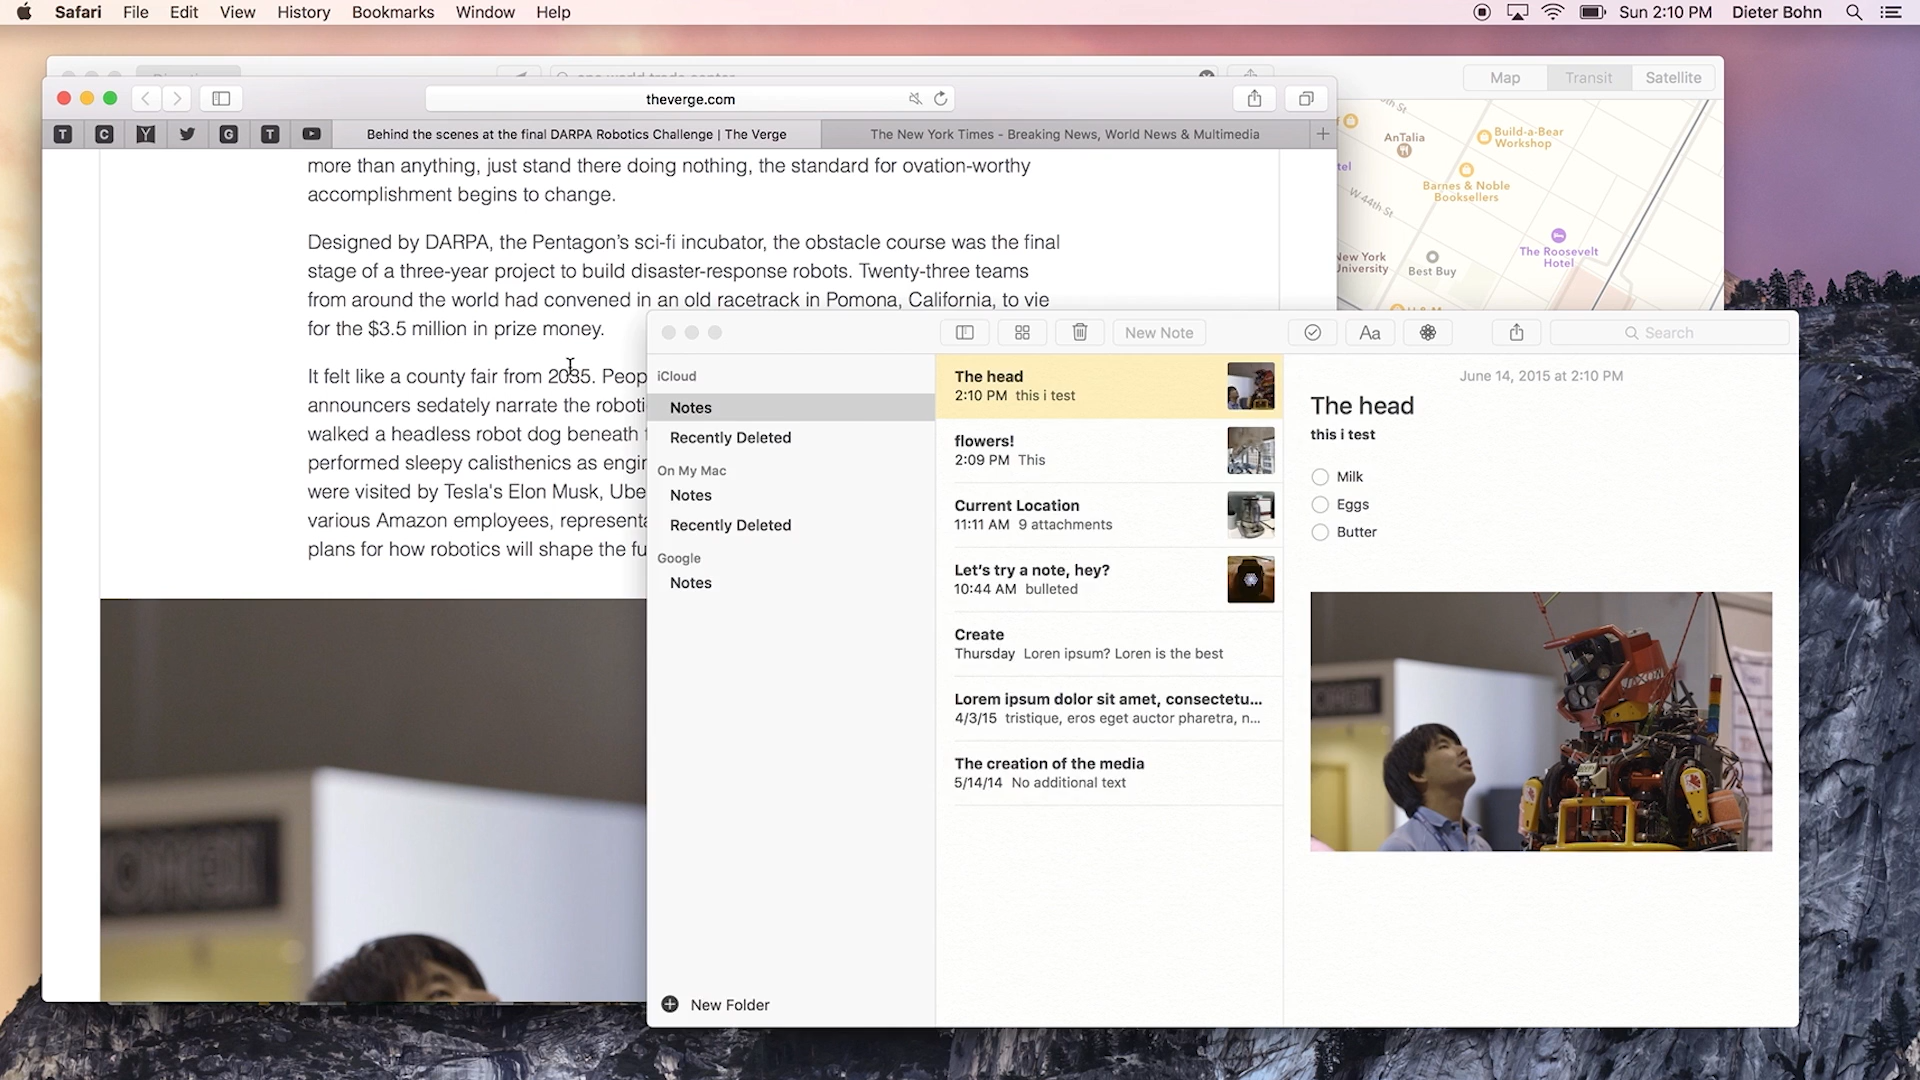 Safari File Edit View History Bookmarks Window Help
Sun 2:10 PM Dieter Bohn
Map Transit Satellite
theverge.com
T C Y G T
Behind the scenes at the final DARPA Robotics Challenge | The Verge
The New York Times - Breaking News, World News & Multimedia
more than anything, just stand there doing nothing, the standard for ovation-worthy
accomplishment begins to change.
Designed by DARPA, the Pentagon’s sci-fi incubator, the obstacle course was the final
stage of a three-year project to build disaster-response robots. Twenty-three teams
from around the world had convened in an old racetrack in Pomona, California, to vie
for the $3.5 million in prize money.
It felt like a county fair from 2035. Peop
announcers sedately narrate the roboti
walked a headless robot dog beneath t
performed sleepy calisthenics as engin
were visited by Tesla's Elon Musk, Ube
various Amazon employees, representa
plans for how robotics will shape the fu
AnTalia
Build-a-Bear
Workshop
Barnes & Noble
Booksellers
W 44th St
The Roosevelt
Hotel
New York
University
Best Buy
H & M
New Note
Aa
Search
iCloud
Notes
Recently Deleted
On My Mac
Notes
Recently Deleted
Google
Notes
New Folder
The head
2:10 PM this i test
flowers!
2:09 PM This
Current Location
11:11 AM 9 attachments
Let’s try a note, hey?
10:44 AM bulleted
Create
Thursday Loren ipsum? Loren is the best
Lorem ipsum dolor sit amet, consectetu...
4/3/15 tristique, eros eget auctor pharetra, n...
The creation of the media
5/14/14 No additional text
June 14, 2015 at 2:10 PM
The head
this i test
Milk
Eggs
Butter